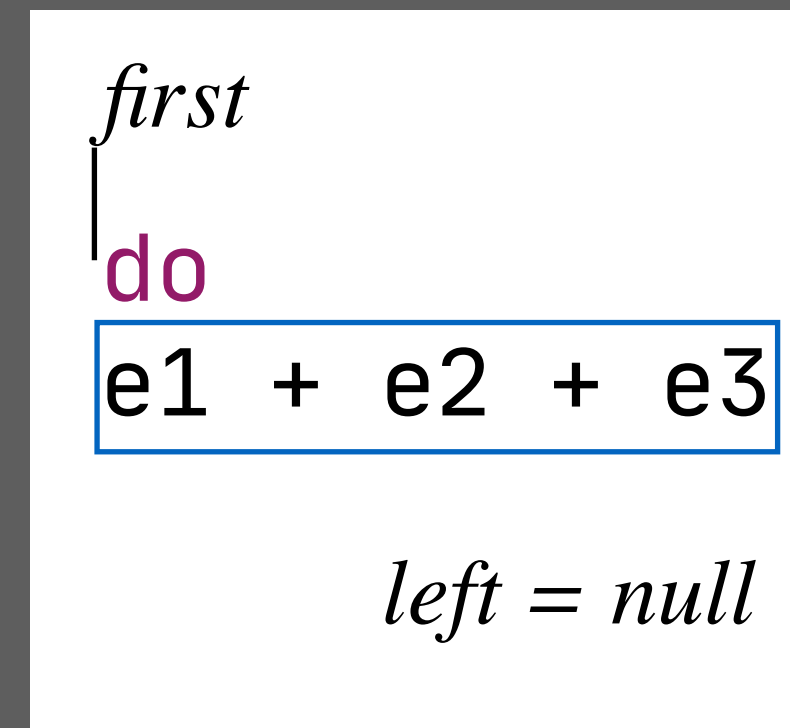 first
do
e1 + e2 + e3
left = null